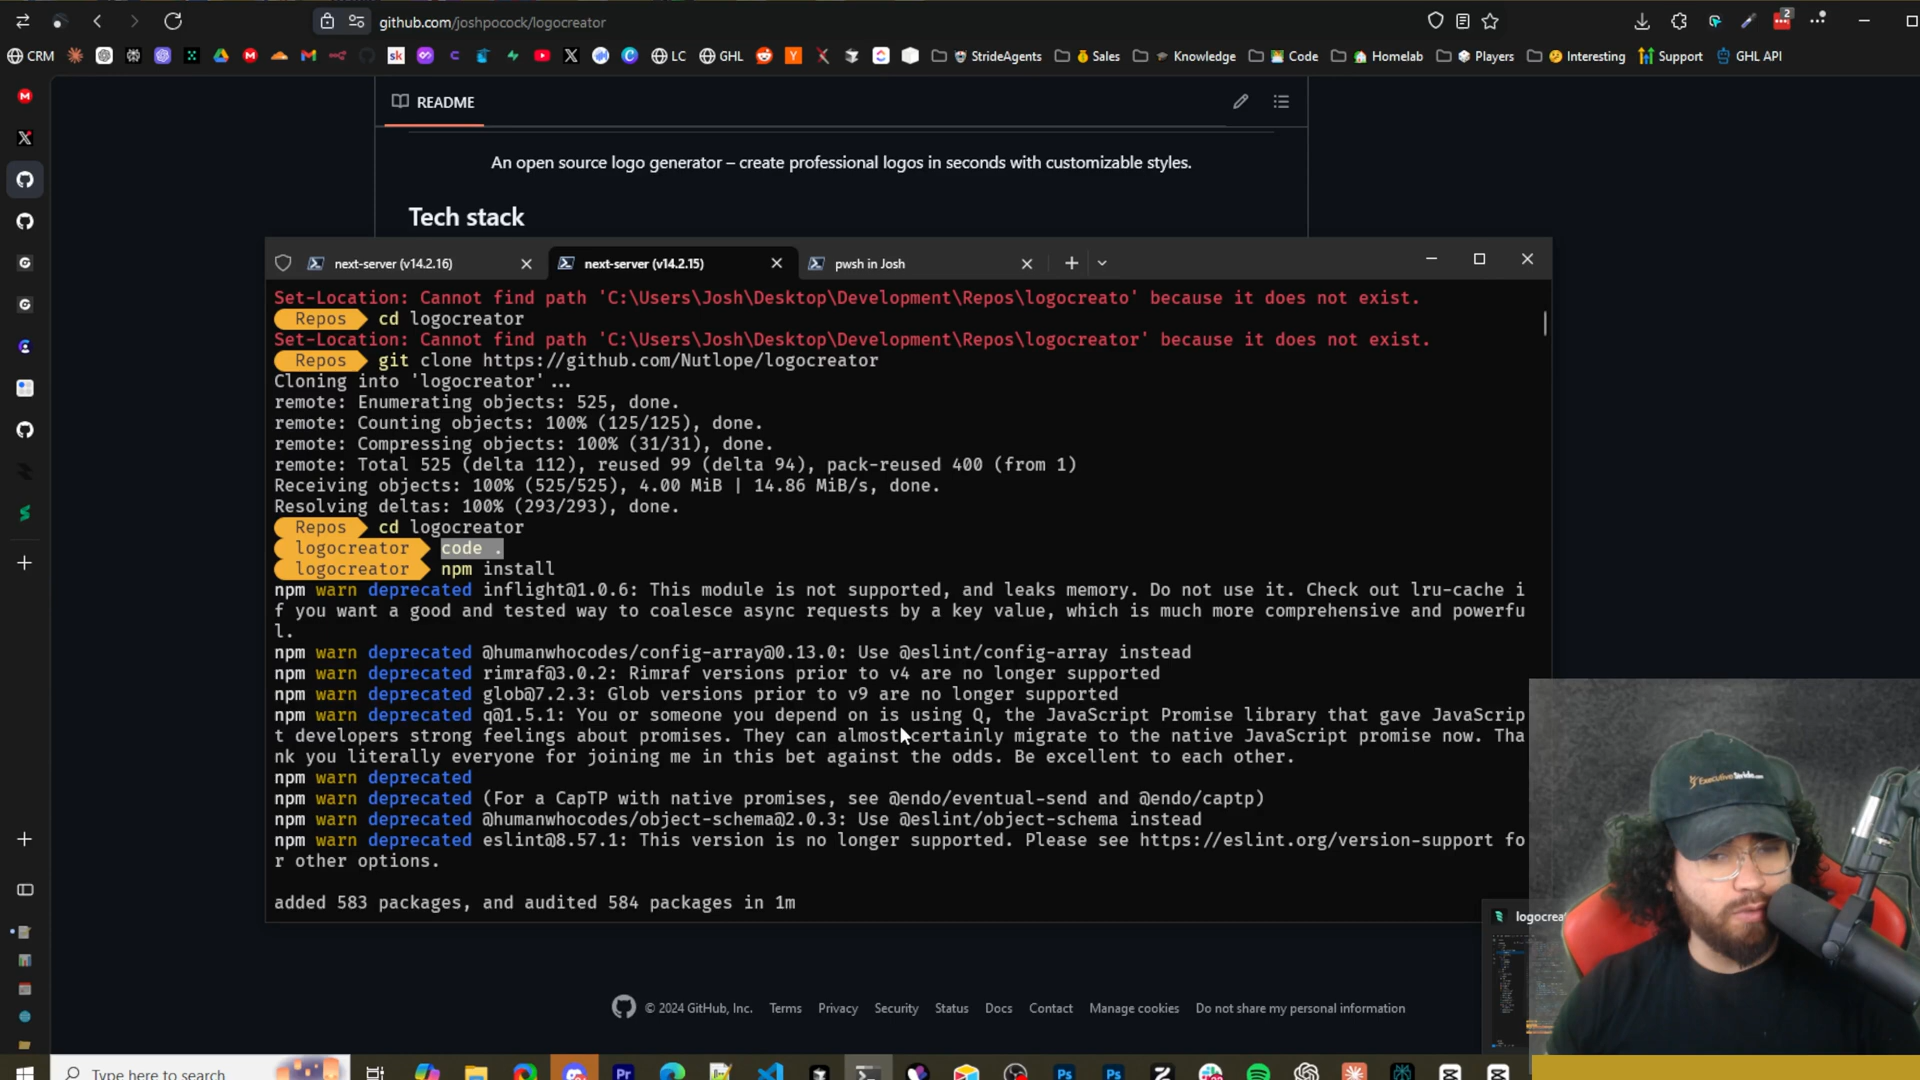 github.com/joshpocock/logocreator
2
CRM
sk
LC
GHL
StrideAgents
Sales
Knowledge
Code
Homelab
Players
Interesting
Support
GHL API
README
An open source logo generator – create professional logos in seconds with customizable styles.
Tech stack
next-server (v14.2.16)
next-server (v14.2.15)
pwsh in Josh
Set-Location: Cannot find path 'C:\Users\Josh\Desktop\Development\Repos\logocreato' because it does not exist.
Repos cd logocreator
Set-Location: Cannot find path 'C:\Users\Josh\Desktop\Development\Repos\logocreator' because it does not exist.
Repos git clone https://github.com/Nutlope/logocreator
Cloning into 'logocreator'...
remote: Enumerating objects: 525, done.
remote: Counting objects: 100% (125/125), done.
remote: Compressing objects: 100% (31/31), done.
remote: Total 525 (delta 112), reused 99 (delta 94), pack-reused 400 (from 1)
Receiving objects: 100% (525/525), 4.00 MiB | 14.86 MiB/s, done.
Resolving deltas: 100% (293/293), done.
Repos cd logocreator
logocreator code .
logocreator npm install
npm warn deprecated inflight@1.0.6: This module is not supported, and leaks memory. Do not use it. Check out lru-cache i
f you want a good and tested way to coalesce async requests by a key value, which is much more comprehensive and powerfu
l.
npm warn deprecated @humanwhocodes/config-array@0.13.0: Use @eslint/config-array instead
npm warn deprecated rimraf@3.0.2: Rimraf versions prior to v4 are no longer supported
npm warn deprecated glob@7.2.3: Glob versions prior to v9 are no longer supported
npm warn deprecated q@1.5.1: You or someone you depend on is using Q, the JavaScript Promise library that gave JavaScrip
t developers strong feelings about promises. They can almost certainly migrate to the native JavaScript promise now. Tha
nk you literally everyone for joining me in this bet against the odds. Be excellent to each other.
npm warn deprecated
npm warn deprecated (For a CapTP with native promises, see @endo/eventual-send and @endo/captp)
npm warn deprecated @humanwhocodes/object-schema@2.0.3: Use @eslint/object-schema instead
npm warn deprecated eslint@8.57.1: This version is no longer supported. Please see https://eslint.org/version-support fo
r other options.
added 583 packages, and audited 584 packages in 1m
logocrea
© 2024 GitHub, Inc.
Terms
Privacy
Security
Status
Docs
Contact
Manage cookies
Do not share my personal information
Type here to search
Pr
Ps
Ps